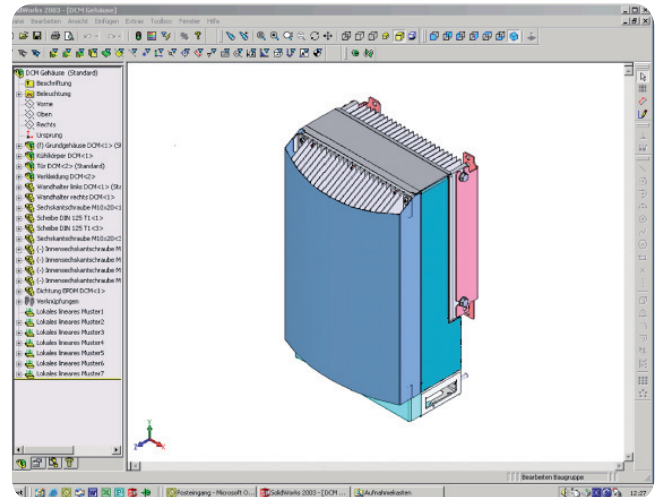 SolidWorks 2003 - [DCM Gehäuse]
Datei Bearbeiten Ansicht Einfügen Extras Toolbox Fenster Hilfe
DCM Gehäuse (Standard)
Beschriftung
Beleuchtung
Vorne
Oben
Rechts
Ursprung
(f) Grundgehäuse DCM<1> (St
Kühlkörper DCM<1>
Tür DCM<2> (Standard)
Verkleidung DCM<2>
Wandhalter links DCM<1> (Sta
Wandhalter rechts DCM<1>
Sechskantschraube M10x20<1
Scheibe DIN 125 T1<1>
Scheibe DIN 125 T1<3>
Sechskantschraube M10x20<3
(-) Innensechskantschraube M
(-) Innensechskantschraube M
(-) Innensechskantschraube M
(-) Innensechskantschraube M
Dichtung EPDM DCM<1>
Verknüpfungen
Lokales lineares Muster1
Lokales lineares Muster2
Lokales lineares Muster3
Lokales lineares Muster4
Lokales lineares Muster5
Lokales lineares Muster6
Lokales lineares Muster7
Bearbeiten Baugruppe
Posteingang - Microsoft O... SolidWorks 2003 - [DCM ... Aufnahmekasten 12:27